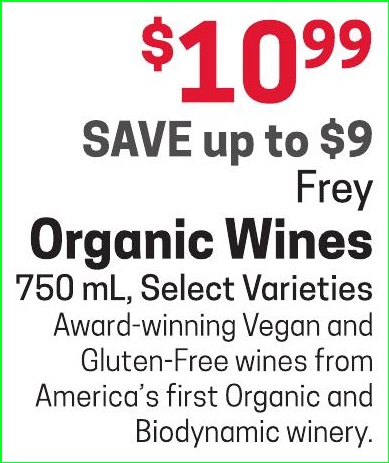 $10.99
SAVE up to $9
Frey
Organic Wines
750 mL, Select Varieties
Award-winning Vegan and
Gluten-Free wines from
America's first Organic and
Biodynamic winery.